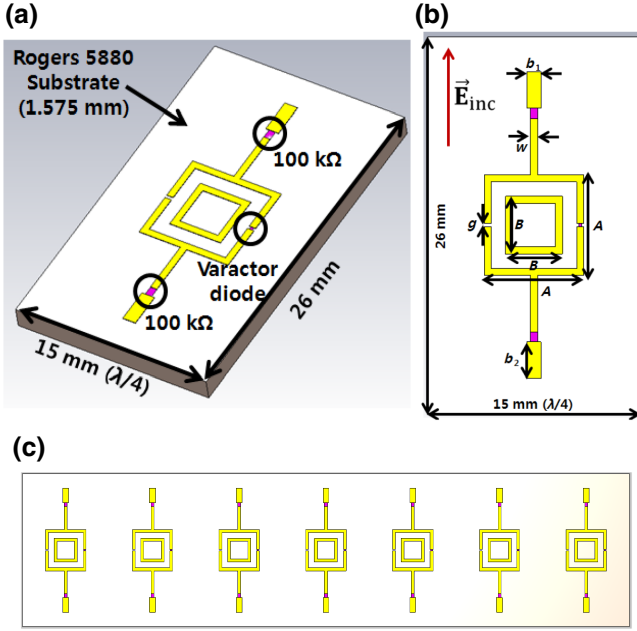 (a)
Rogers 5880
Substrate
(1.575 mm)
100 kΩ
Varactor
diode
100 kΩ
26 mm
15 mm (λ/4)
(b)
b1
E⃗inc
w
g
B
A
B
A
26 mm
b2
15 mm (λ/4)
(c)